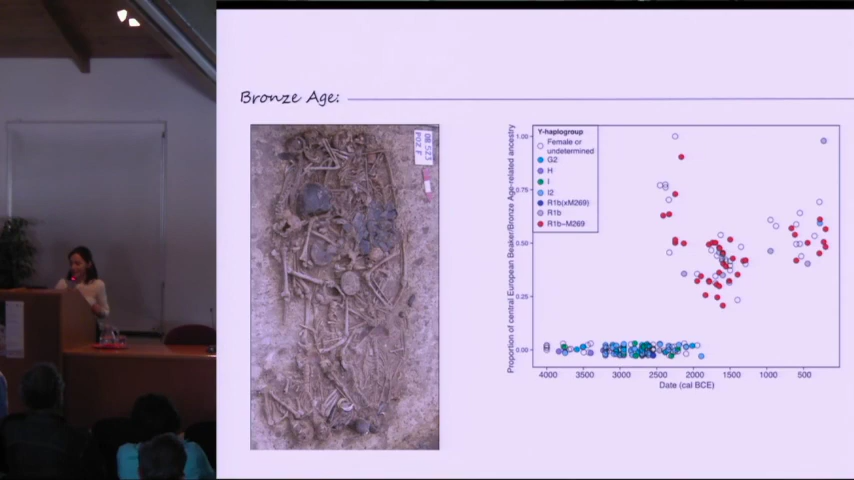 Bronze Age:
Y-haplogroup
Female or
undetermined
G2
H
I
I2
R1b(xM269)
R1b
R1b-M269
Proportion of central European Beaker/Bronze Age-related ancestry
1.00
0.75
0.50
0.25
0.00
4000 3500 3000 2500 2000 1500 1000 500
Date (cal BCE)